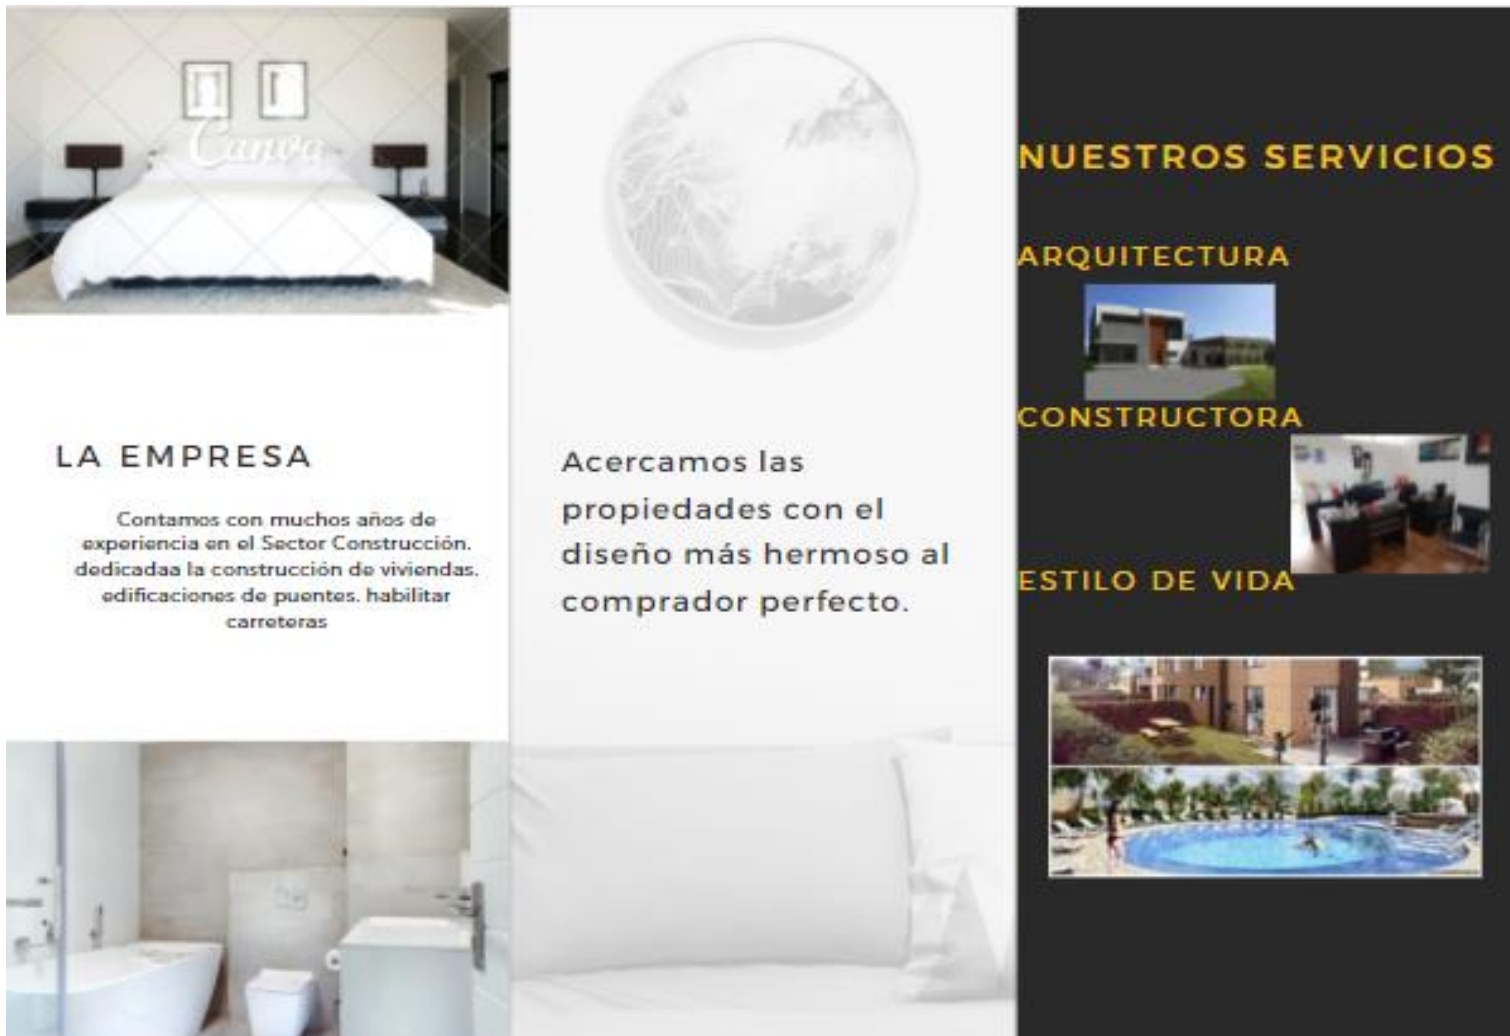 Canva
LA EMPRESA
Contamos con muchos años de
experiencia en el Sector Construcción.
dedicadaa la construcción de viviendas.
edificaciones de puentes. habilitar
carreteras
Acercamos las
propiedades con el
diseño más hermoso al
comprador perfecto.
NUESTROS SERVICIOS
ARQUITECTURA
CONSTRUCTORA
ESTILO DE VIDA